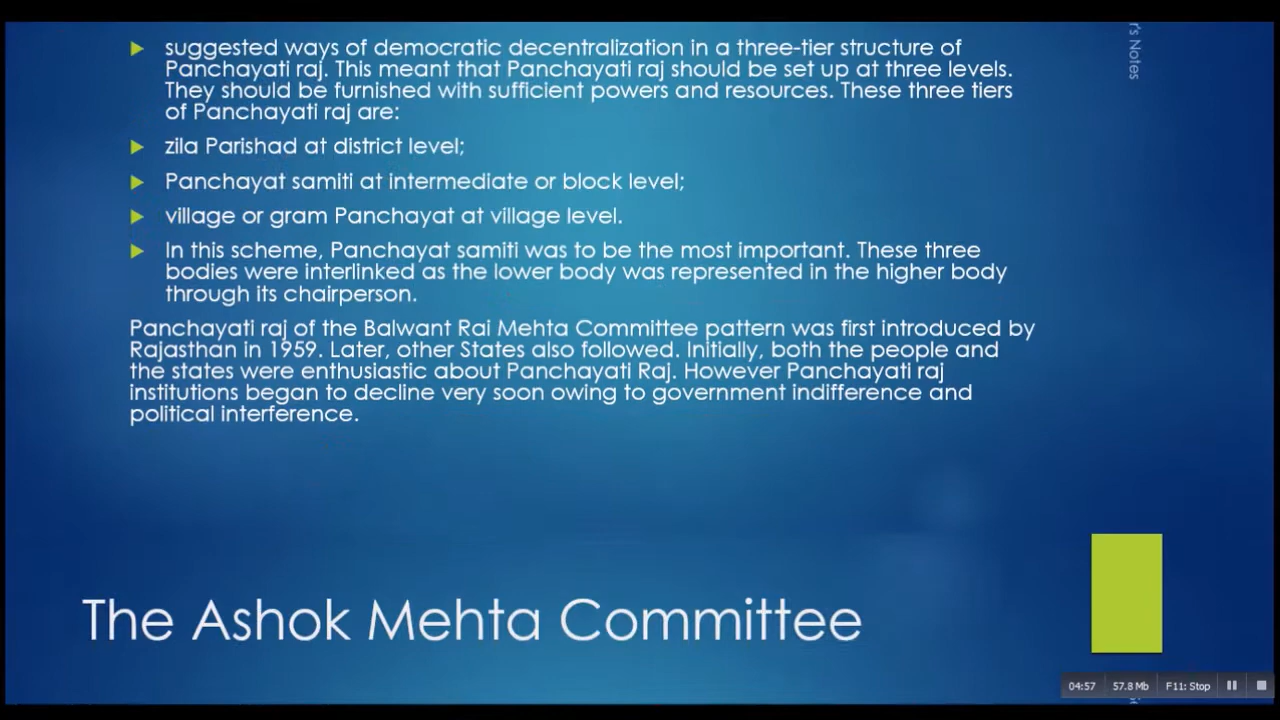 suggested ways of democratic decentralization in a three-tier structure of
Panchayati raj. This meant that Panchayati raj should be set up at three levels.
They should be furnished with sufficient powers and resources. These three tiers
of Panchayati raj are:
zila Parishad at district level;
Panchayat samiti at intermediate or block level;
village or gram Panchayat at village level.
In this scheme, Panchayat samiti was to be the most important. These three
bodies were interlinked as the lower body was represented in the higher body
through its chairperson.
Panchayati raj of the Balwant Rai Mehta Committee pattern was first introduced by
Rajasthan in 1959. Later, other States also followed. Initially, both the people and
the states were enthusiastic about Panchayati Raj. However Panchayati raj
institutions began to decline very soon owing to government indifference and
political interference.
The Ashok Mehta Committee
r's Notes
04:57 57.8 Mb F11: Stop